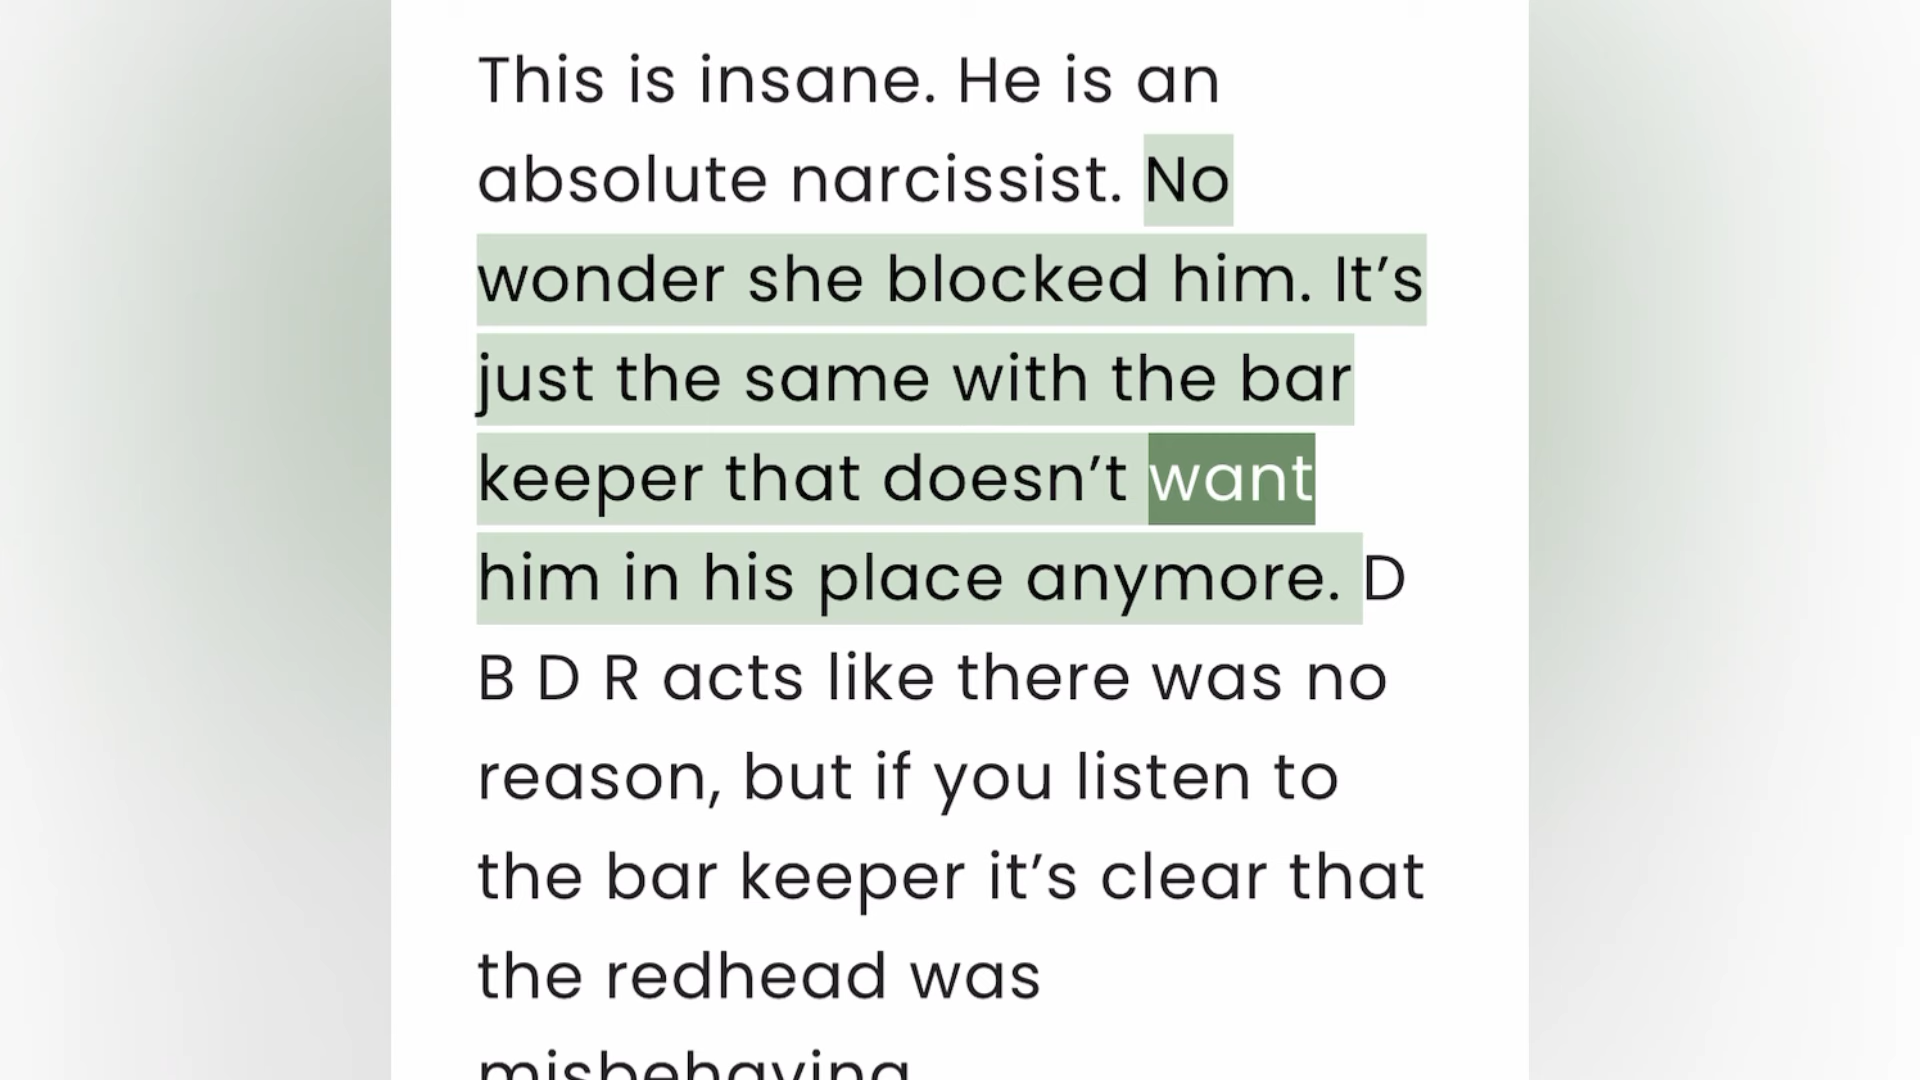 This is insane. He is an
absolute narcissist. No
wonder she blocked him. It’s
just the same with the bar
keeper that doesn’t want
him in his place anymore. D
B D R acts like there was no
reason, but if you listen to
the bar keeper it’s clear that
the redhead was
misbehaving